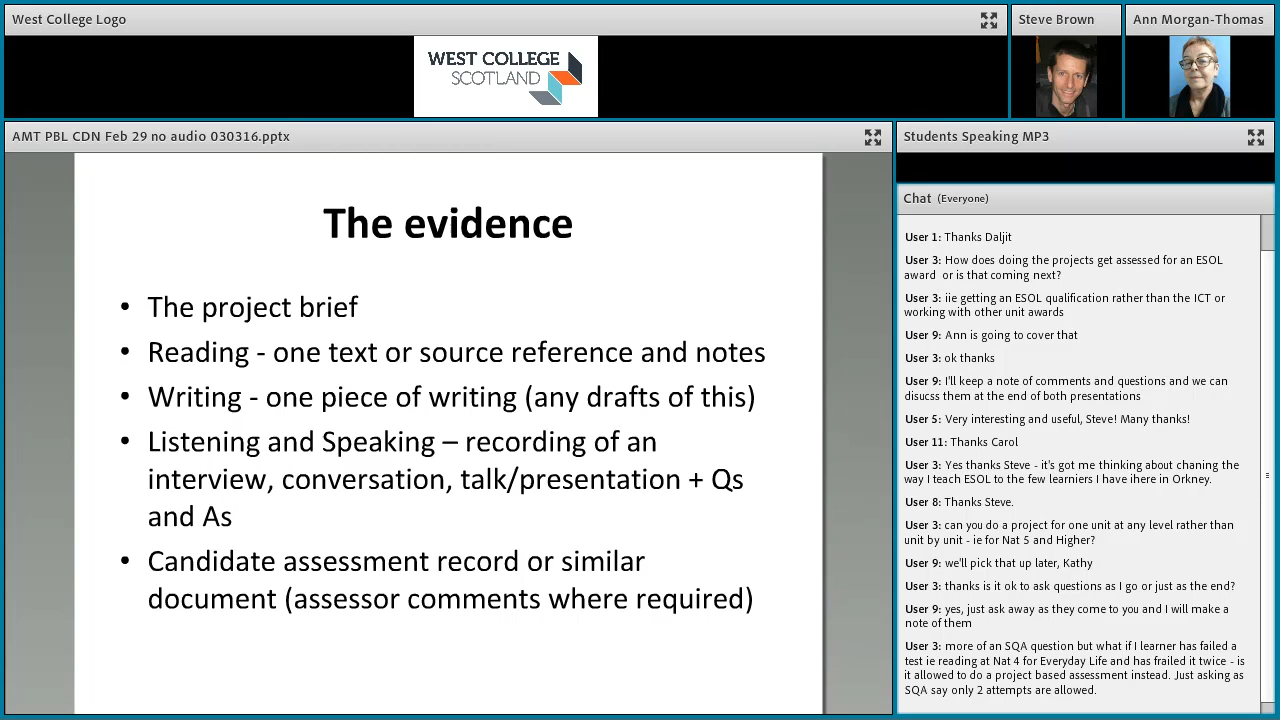 West College Logo
Steve Brown
Ann Morgan-Thomas
WEST COLLEGE
SCOTLAND
AMT PBL CDN Feb 29 no audio 030316.pptx
The evidence
• The project brief
• Reading - one text or source reference and notes
• Writing - one piece of writing (any drafts of this)
• Listening and Speaking – recording of an
interview, conversation, talk/presentation + Qs
and As
• Candidate assessment record or similar
document (assessor comments where required)
Students Speaking MP3
Chat (Everyone)
User 1: Thanks Daljit
User 3: How does doing the projects get assessed for an ESOL
award or is that coming next?
User 3: iie getting an ESOL qualification rather than the ICT or
working with other unit awards
User 9: Ann is going to cover that
User 3: ok thanks
User 9: I'll keep a note of comments and questions and we can
disucss them at the end of both presentations
User 5: Very interesting and useful, Steve! Many thanks!
User 11: Thanks Carol
User 3: Yes thanks Steve - it's got me thinking about chaning the
way I teach ESOL to the few learniers I have ihere in Orkney.
User 8: Thanks Steve.
User 3: can you do a project for one unit at any level rather than
unit by unit - ie for Nat 5 and Higher?
User 9: we'll pick that up later, Kathy
User 3: thanks is it ok to ask questions as I go or just as the end?
User 9: yes, just ask away as they come to you and I will make a
note of them
User 3: more of an SQA question but what if I learner has failed a
test ie reading at Nat 4 for Everyday Life and has frailed it twice - is
it allowed to do a project based assessment instead. Just asking as
SQA say only 2 attempts are allowed.